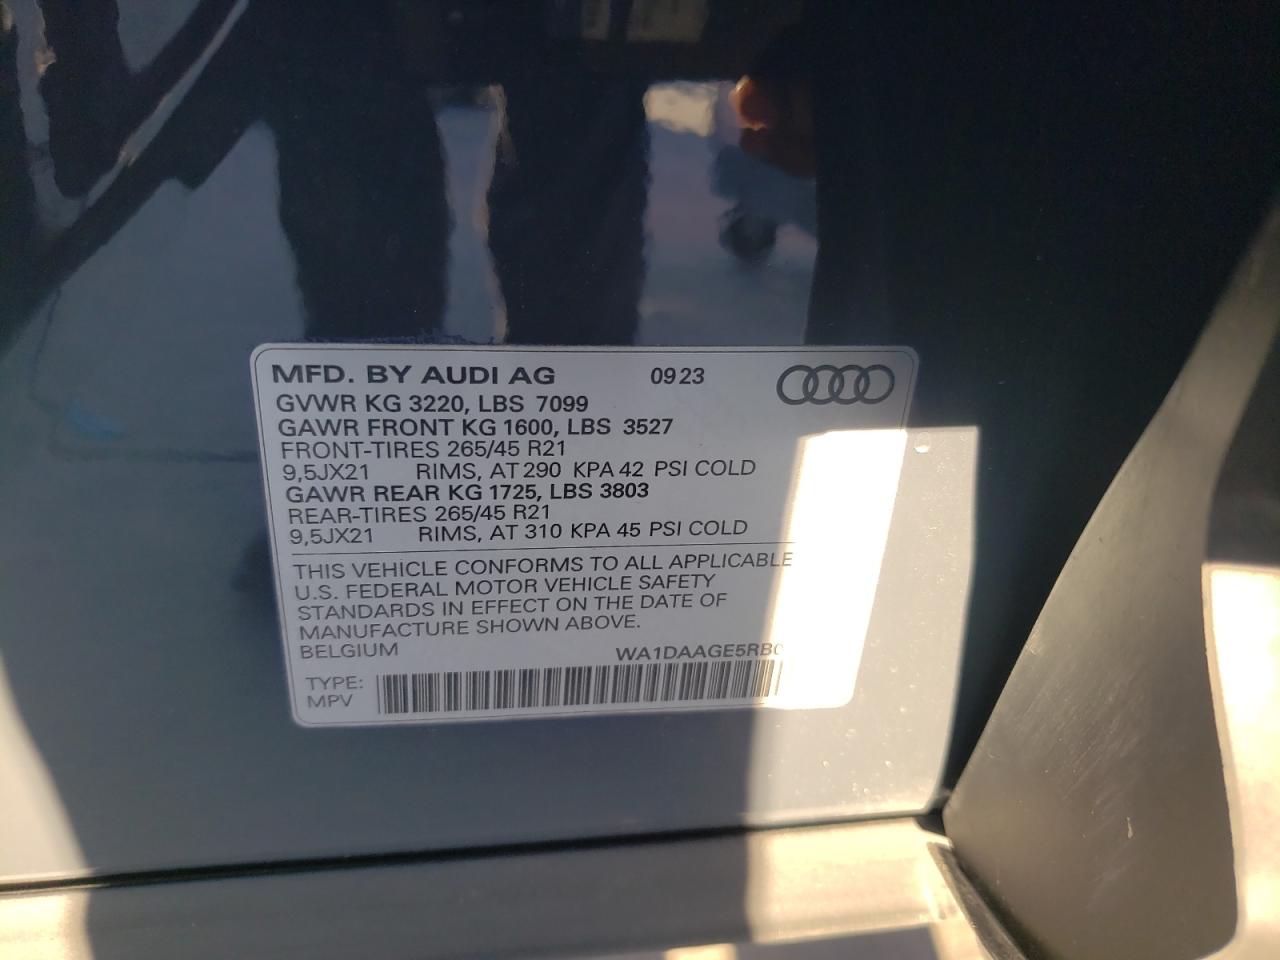 MFD. BY AUDI AG 09 23
GVWR KG 3220, LBS 7099
GAWR FRONT KG 1600, LBS 3527
FRONT-TIRES 265/45 R21
9,5JX21 RIMS, AT 290 KPA 42 PSI COLD
GAWR REAR KG 1725, LBS 3803
REAR-TIRES 265/45 R21
9,5JX21 RIMS, AT 310 KPA 45 PSI COLD
THIS VEHICLE CONFORMS TO ALL APPLICABLE
U.S. FEDERAL MOTOR VEHICLE SAFETY
STANDARDS IN EFFECT ON THE DATE OF
MANUFACTURE SHOWN ABOVE.
BELGIUM WA1DAAGE5RB0
TYPE:
MPV